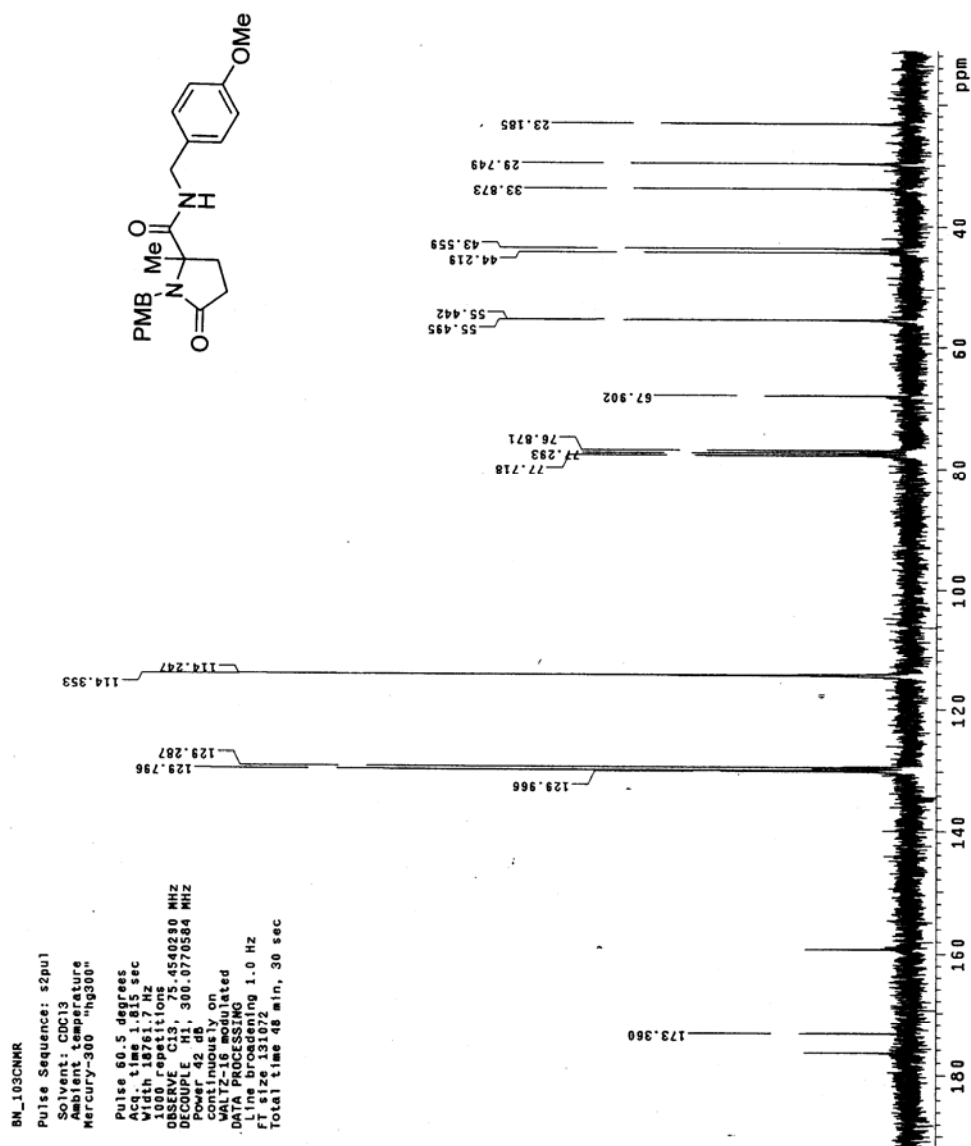 BN_103CNMR
Pulse Sequence: s2pul
Solvent: CDCl3
Ambient temperature
Mercury-300 "hg300"
Pulse 60.5 degrees
Acq. time 1.815 sec
Width 18761.7 Hz
1000 repetitions
OBSERVE C13, 75.4540290 MHz
DECOUPLE H1, 300.0770584 MHz
Power 42 dB
continuously on
WALTZ-16 modulated
DATA PROCESSING
Line broadening 1.0 Hz
FT size 131072
Total time 48 min, 30 sec
PMB
N
O
Me
O
N
H
OMe
173.360
129.966
129.796
129.287
114.353
114.247
77.718
77.293
76.871
67.902
55.495
55.442
44.219
43.559
33.873
29.749
23.185
180
160
140
120
100
80
60
40
ppm